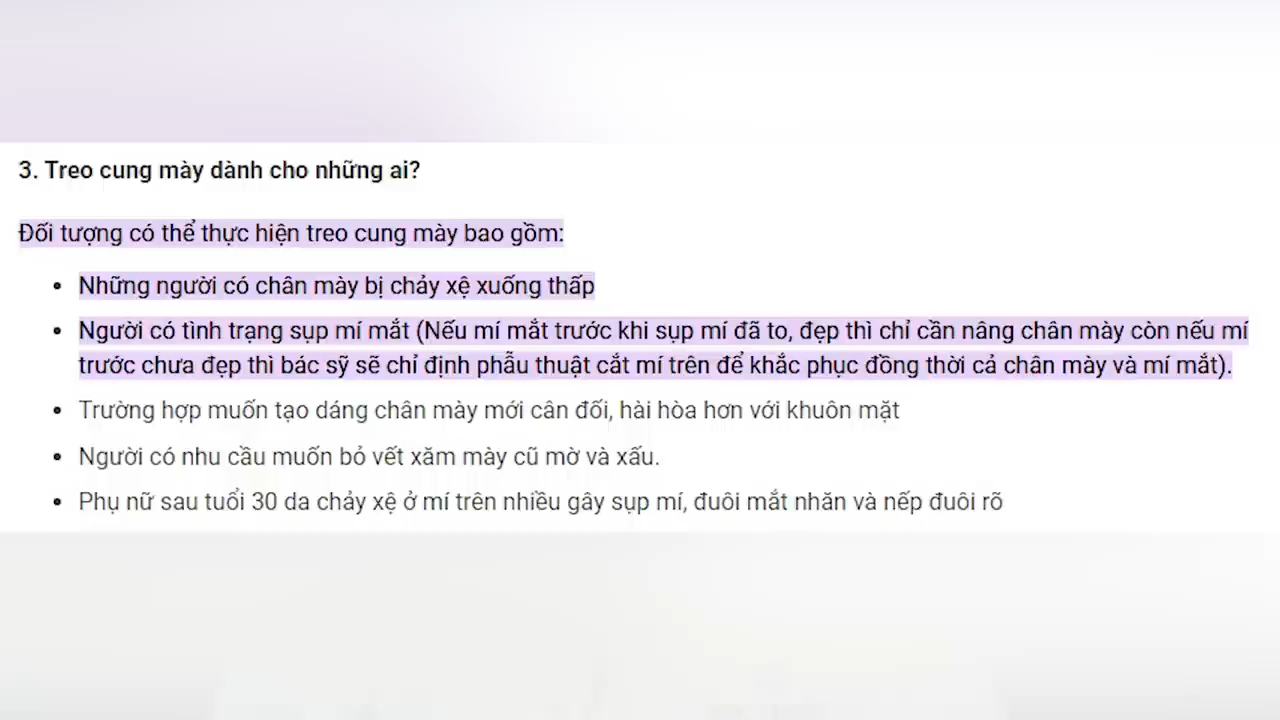 3. Treo cung mày dành cho những ai?
Đối tượng có thể thực hiện treo cung mày bao gồm:
• Những người có chân mày bị chảy xệ xuống thấp
• Người có tình trạng sụp mí mắt (Nếu mí mắt trước khi sụp mí đã to, đẹp thì chỉ cần nâng chân mày còn nếu mí
trước chưa đẹp thì bác sỹ sẽ chỉ định phẫu thuật cắt mí trên để khắc phục đồng thời cả chân mày và mí mắt).
• Trường hợp muốn tạo dáng chân mày mới cân đối, hài hòa hơn với khuôn mặt
• Người có nhu cầu muốn bỏ vết xăm mày cũ mờ và xấu.
• Phụ nữ sau tuổi 30 da chảy xệ ở mí trên nhiều gây sụp mí, đuôi mắt nhăn và nếp đuôi rõ